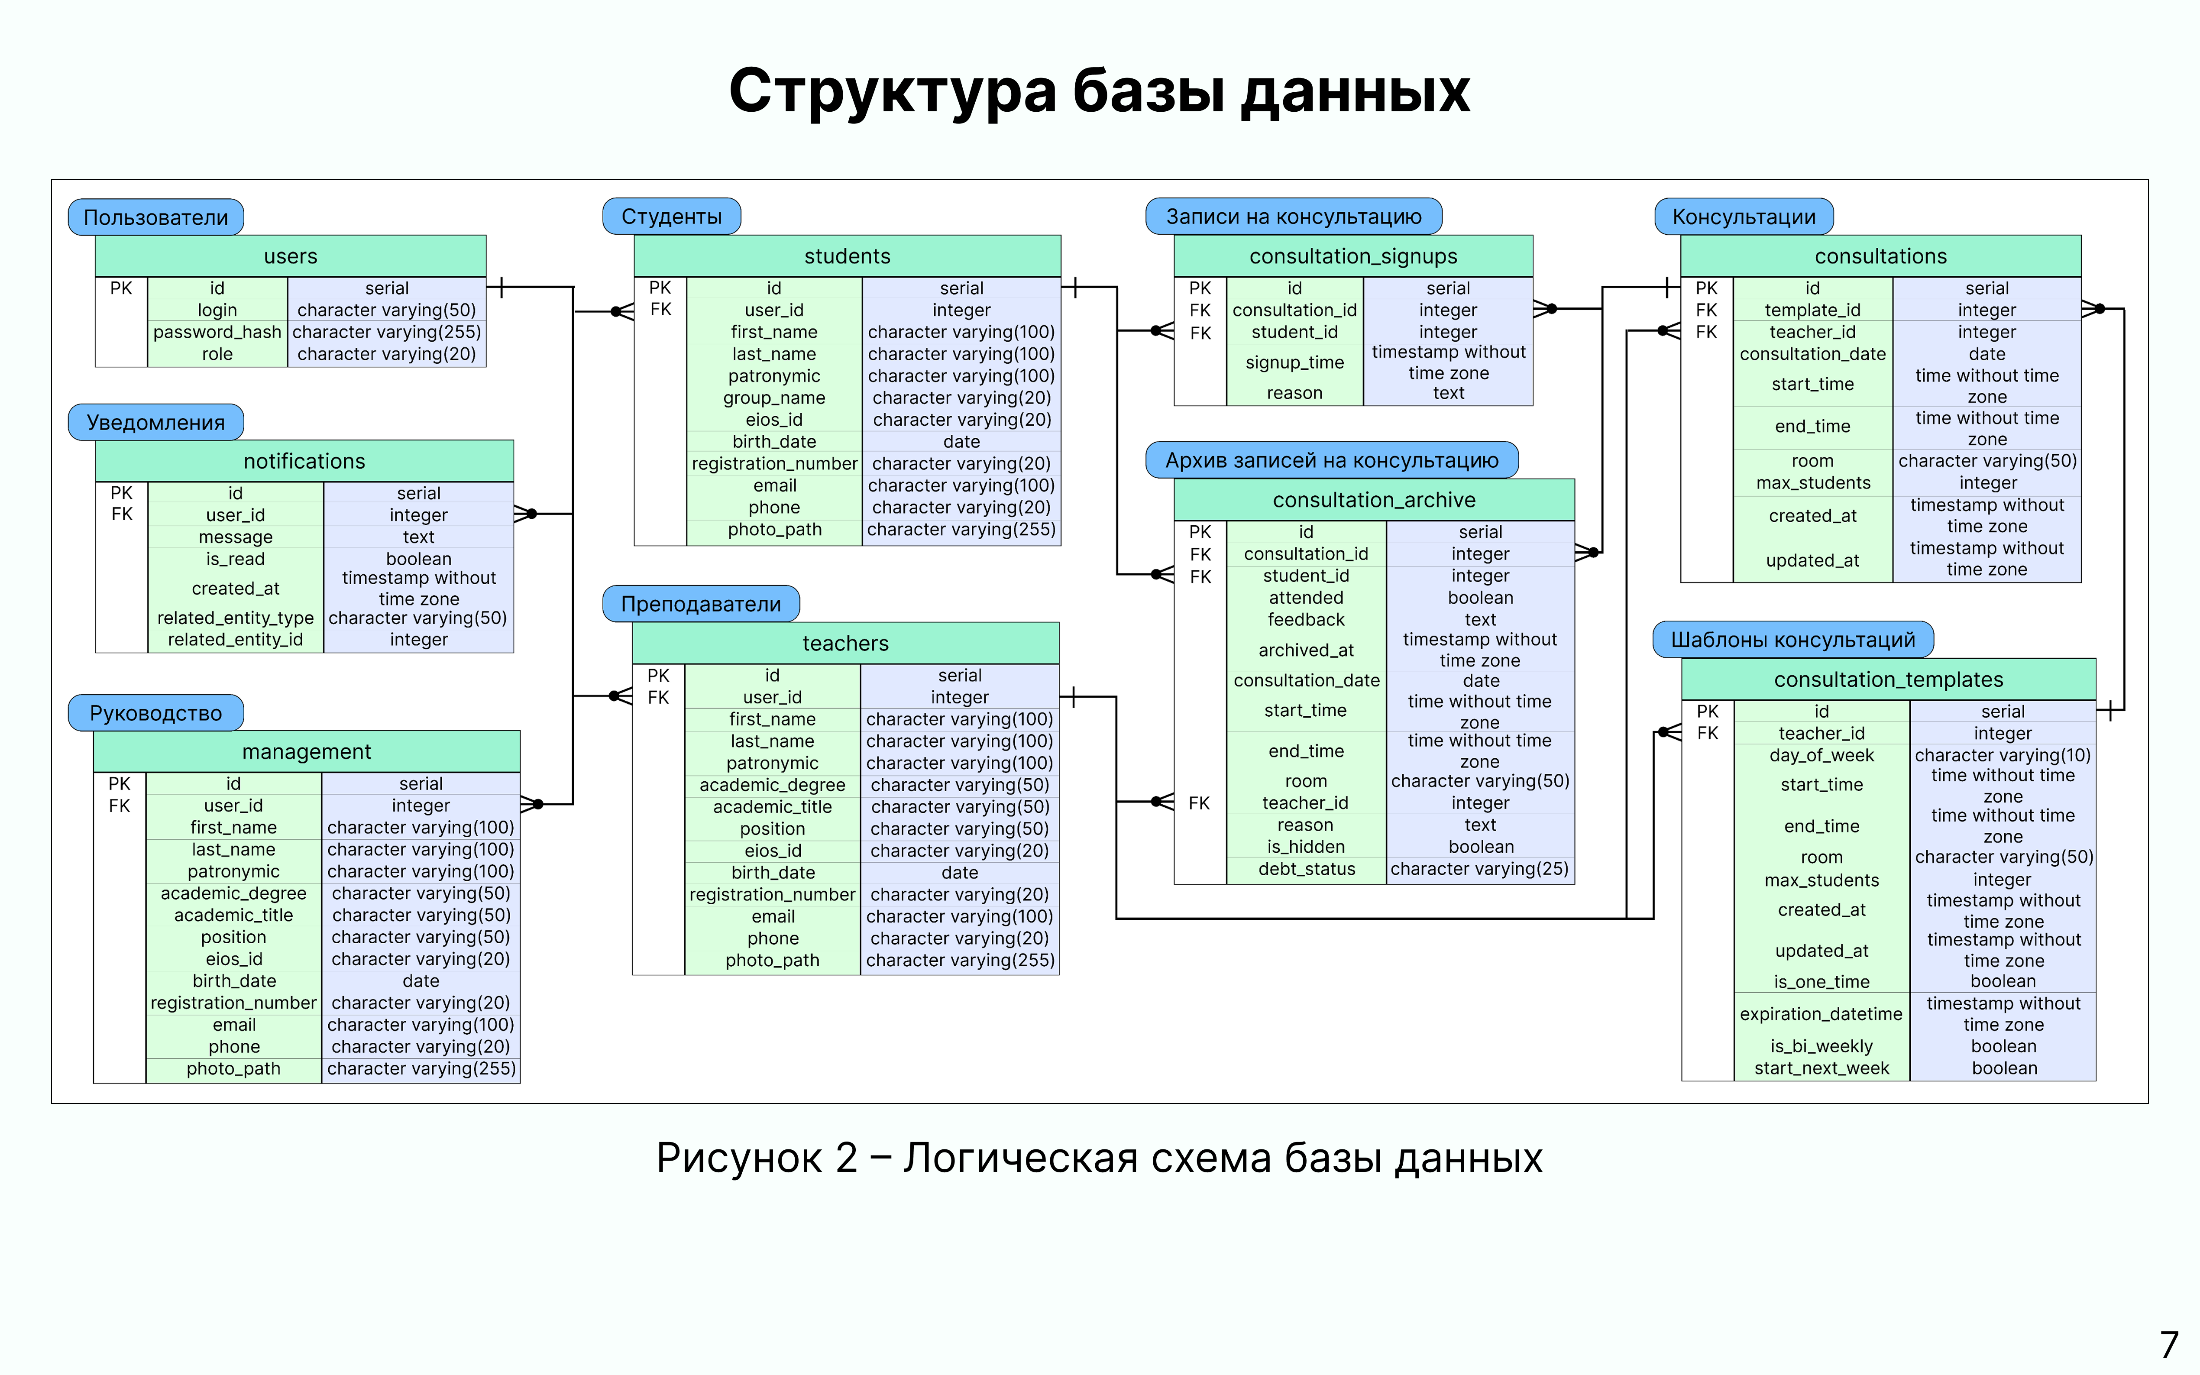 Структура базы данных
Пользователи
users
PK id serial
login character varying(50)
password_hash character varying(255)
role character varying(20)
Уведомления
notifications
PK id serial
FK user_id integer
message text
is_read boolean
created_at timestamp without
time zone
related_entity_type character varying(50)
related_entity_id integer
Руководство
management
PK id serial
FK user_id integer
first_name character varying(100)
last_name character varying(100)
patronymic character varying(100)
academic_degree character varying(50)
academic_title character varying(50)
position character varying(50)
eios_id character varying(20)
birth_date date
registration_number character varying(20)
email character varying(100)
phone character varying(20)
photo_path character varying(255)
Студенты
students
PK id serial
FK user_id integer
first_name character varying(100)
last_name character varying(100)
patronymic character varying(100)
group_name character varying(20)
eios_id character varying(20)
birth_date date
registration_number character varying(20)
email character varying(100)
phone character varying(20)
photo_path character varying(255)
Преподаватели
teachers
PK id serial
FK user_id integer
first_name character varying(100)
last_name character varying(100)
patronymic character varying(100)
academic_degree character varying(50)
academic_title character varying(50)
position character varying(50)
eios_id character varying(20)
birth_date date
registration_number character varying(20)
email character varying(100)
phone character varying(20)
photo_path character varying(255)
Записи на консультацию
consultation_signups
PK id serial
FK consultation_id integer
FK student_id integer
signup_time timestamp without
time zone
reason text
Архив записей на консультацию
consultation_archive
PK id serial
FK consultation_id integer
FK student_id integer
attended boolean
feedback text
archived_at timestamp without
time zone
consultation_date date
start_time time without time
zone
end_time time without time
zone
room character varying(50)
FK teacher_id integer
reason text
is_hidden boolean
debt_status character varying(25)
Консультации
consultations
PK id serial
FK template_id integer
FK teacher_id integer
consultation_date date
start_time time without time
zone
end_time time without time
zone
room character varying(50)
max_students integer
created_at timestamp without
time zone
updated_at timestamp without
time zone
Шаблоны консультаций
consultation_templates
PK id serial
FK teacher_id integer
day_of_week character varying(10)
start_time time without time
zone
end_time time without time
zone
room character varying(50)
max_students integer
created_at timestamp without
time zone
updated_at timestamp without
time zone
is_one_time boolean
expiration_datetime timestamp without
time zone
is_bi_weekly boolean
start_next_week boolean
Рисунок 2 – Логическая схема базы данных
7